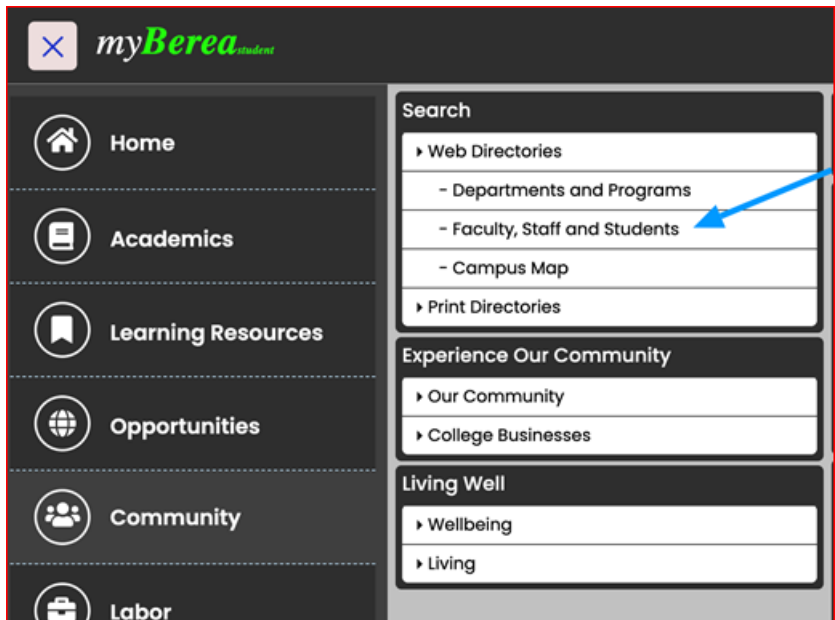 myBerea student
Home
Academics
Learning Resources
Opportunities
Community
Labor
Search
Web Directories
- Departments and Programs
- Faculty, Staff and Students
- Campus Map
Print Directories
Experience Our Community
Our Community
College Businesses
Living Well
Wellbeing
Living